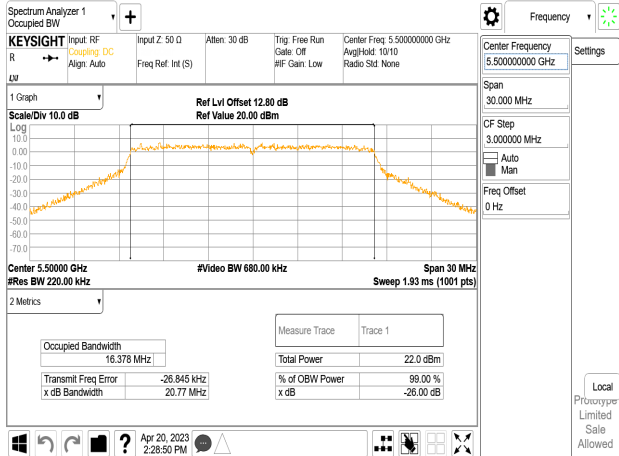 Spectrum Analyzer 1
Occupied BW
Frequency
KEYSIGHT
R
LXI
Input: RF
Coupling: DC
Align: Auto
Input Z: 50 Ω
Freq Ref: Int (S)
Atten: 30 dB
Trig: Free Run
Gate: Off
#IF Gain: Low
Center Freq: 5.500000000 GHz
Avg|Hold: 10/10
Radio Std: None
Center Frequency
5.500000000 GHz
Settings
Span
30.000 MHz
CF Step
3.000000 MHz
Auto
Man
Freq Offset
0 Hz
1 Graph
Scale/Div 10.0 dB
Ref Lvl Offset 12.80 dB
Ref Value 20.00 dBm
Log
10.0
0.00
-10.0
-20.0
-30.0
-40.0
-50.0
-60.0
-70.0
Center 5.50000 GHz
#Res BW 220.00 kHz
#Video BW 680.00 kHz
Span 30 MHz
Sweep 1.93 ms (1001 pts)
2 Metrics
Measure Trace Trace 1
Occupied Bandwidth
16.378 MHz
Total Power 22.0 dBm
Transmit Freq Error -26.845 kHz
% of OBW Power 99.00 %
x dB Bandwidth 20.77 MHz
x dB -26.00 dB
Local
Prototype
Limited
Sale
Allowed
Apr 20, 2023
2:28:50 PM